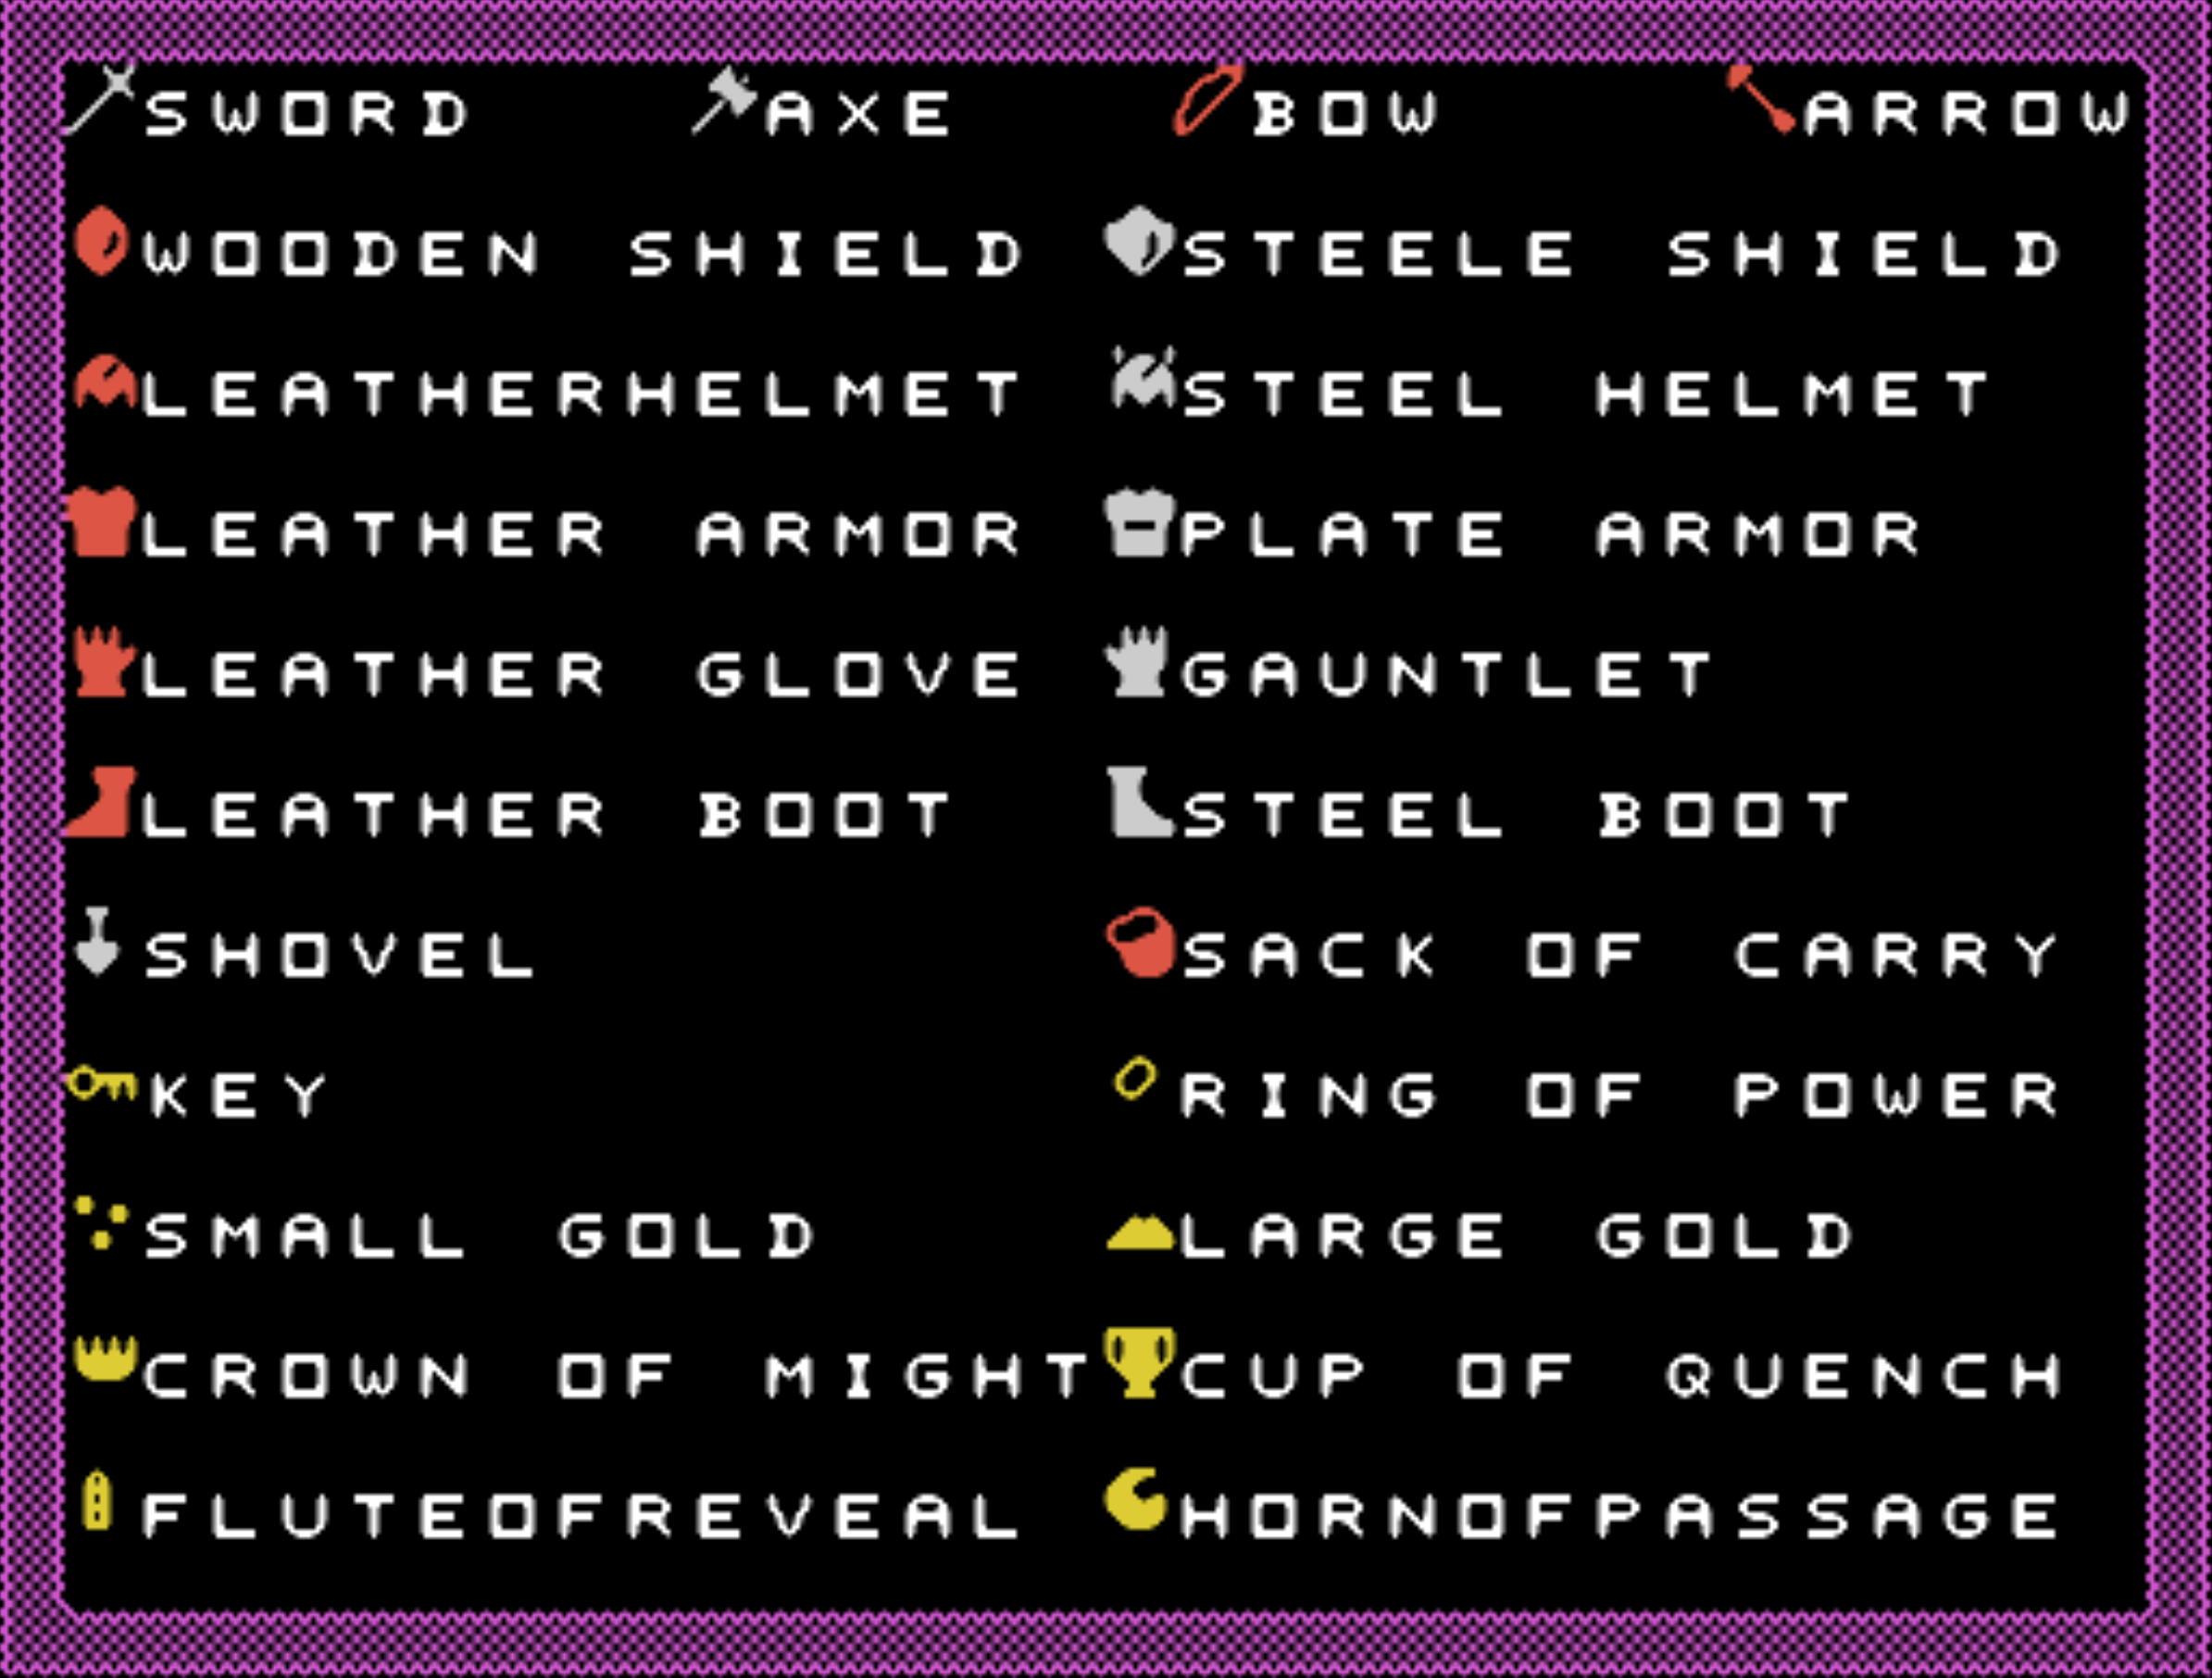 SWORD AXE BOW ARROW
WOODEN SHIELD STEELE SHIELD
LEATHERHELMET STEEL HELMET
LEATHER ARMOR PLATE ARMOR
LEATHER GLOVE GAUNTLET
LEATHER BOOT STEEL BOOT
SHOVEL SACK OF CARRY
KEY RING OF POWER
SMALL GOLD LARGE GOLD
CROWN OF MIGHT CUP OF QUENCH
FLUTEOFREVEAL HORNOFPASSAGE